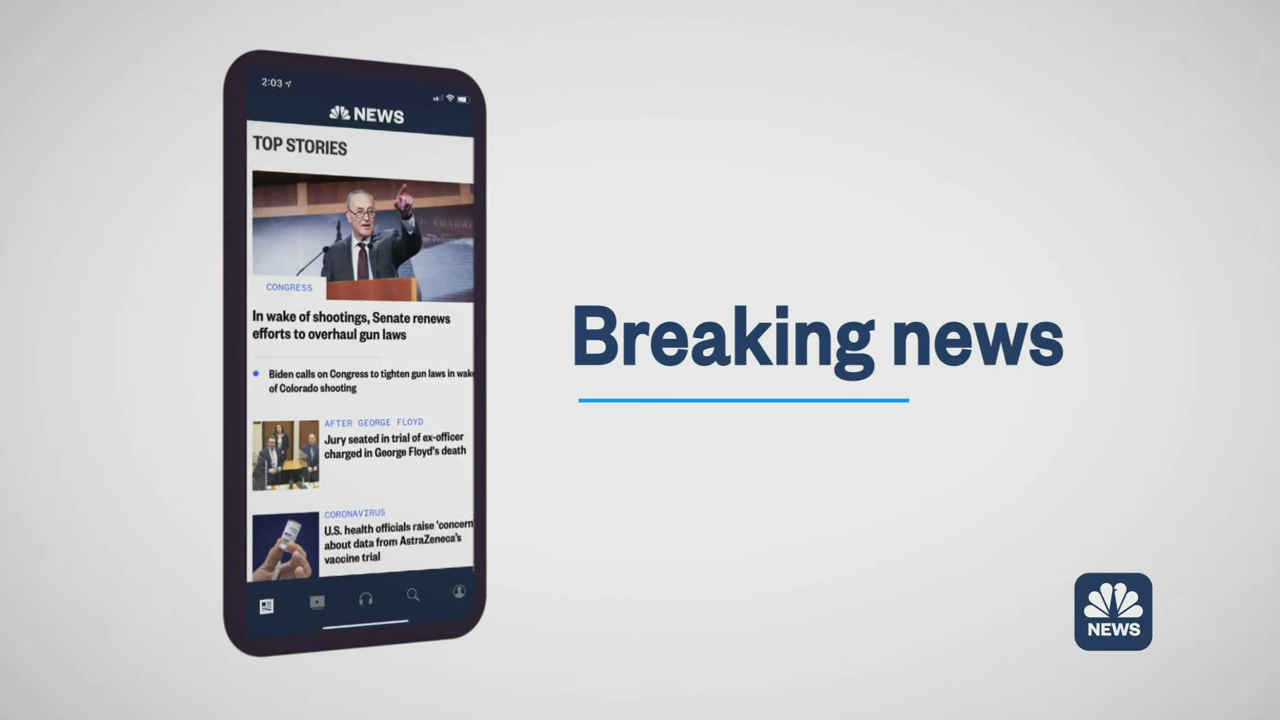 2:03
NEWS
TOP STORIES
CONGRESS
In wake of shootings, Senate renews
efforts to overhaul gun laws
Biden calls on Congress to tighten gun laws in wake
of Colorado shooting
AFTER GEORGE FLOYD
Jury seated in trial of ex-officer
charged in George Floyd's death
CORONAVIRUS
U.S. health officials raise 'concern
about data from AstraZeneca's
vaccine trial
Breaking news
NEWS